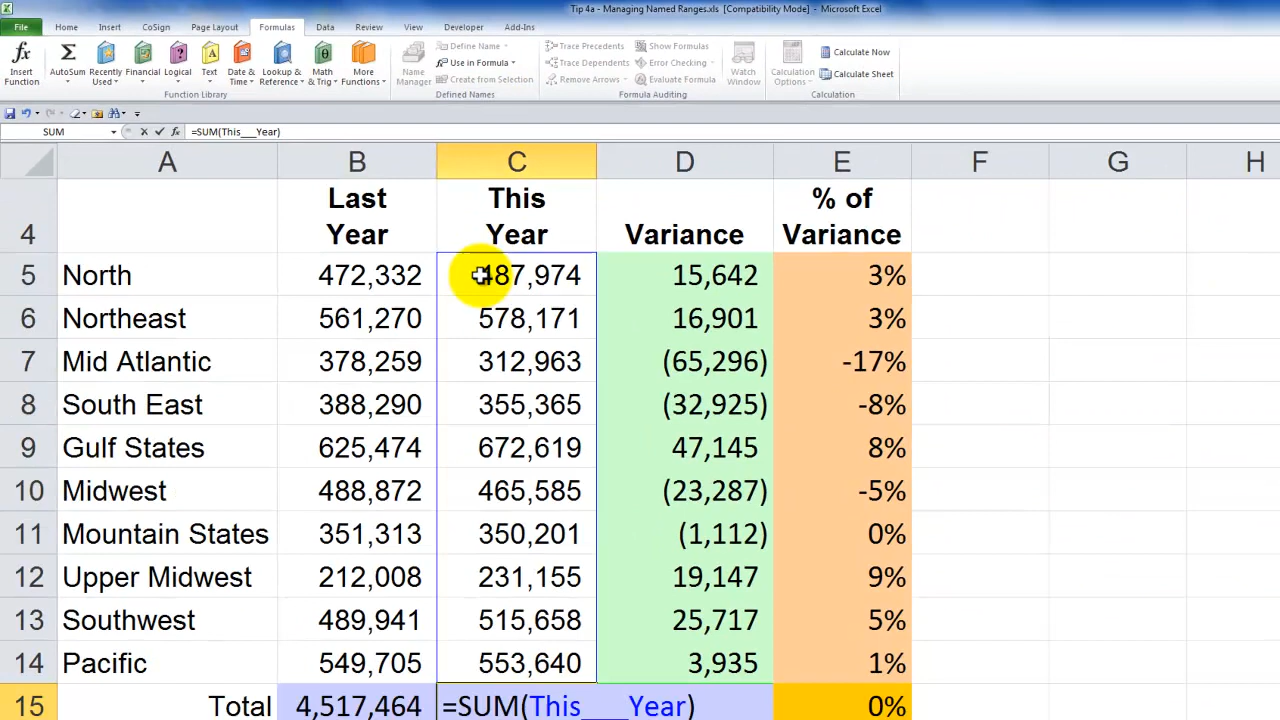 Tip 4a - Managing Named Ranges.xls [Compatibility Mode] - Microsoft Excel
File Home Insert CoSign Page Layout Formulas Data Review View Developer Add-Ins
Insert Function
AutoSum
Recently Used
Financial
Logical
Text
Date & Time
Lookup & Reference
Math & Trig
More Functions
Function Library
Name Manager
Define Name
Use in Formula
Create from Selection
Defined Names
Trace Precedents
Trace Dependents
Remove Arrows
Show Formulas
Error Checking
Evaluate Formula
Formula Auditing
Watch Window
Calculation Options
Calculate Now
Calculate Sheet
Calculation
SUM fx =SUM(This___Year)
A B C D E F G H
4 Last Year This Year Variance % of Variance
5 North 472,332 487,974 15,642 3%
6 Northeast 561,270 578,171 16,901 3%
7 Mid Atlantic 378,259 312,963 (65,296) -17%
8 South East 388,290 355,365 (32,925) -8%
9 Gulf States 625,474 672,619 47,145 8%
10 Midwest 488,872 465,585 (23,287) -5%
11 Mountain States 351,313 350,201 (1,112) 0%
12 Upper Midwest 212,008 231,155 19,147 9%
13 Southwest 489,941 515,658 25,717 5%
14 Pacific 549,705 553,640 3,935 1%
15 Total 4,517,464 =SUM(This___Year) 0%